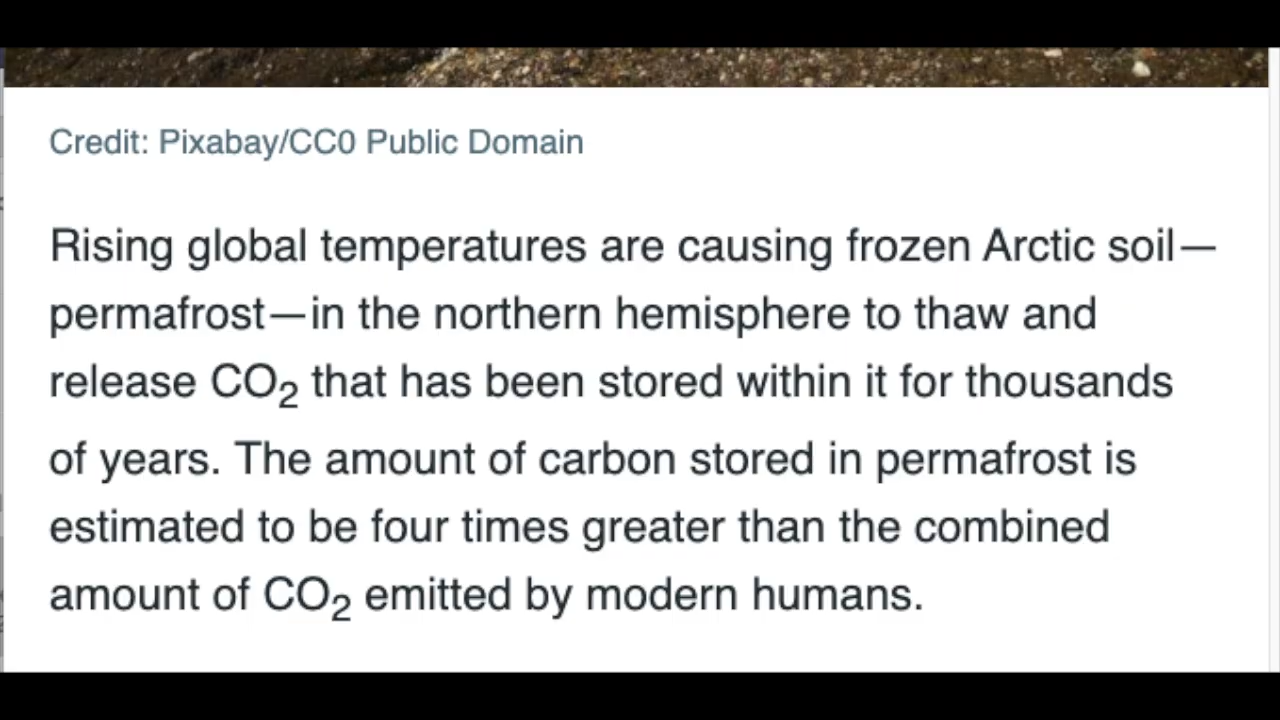 Credit: Pixabay/CC0 Public Domain
Rising global temperatures are causing frozen Arctic soil—
permafrost—in the northern hemisphere to thaw and
release CO₂ that has been stored within it for thousands
of years. The amount of carbon stored in permafrost is
estimated to be four times greater than the combined
amount of CO₂ emitted by modern humans.